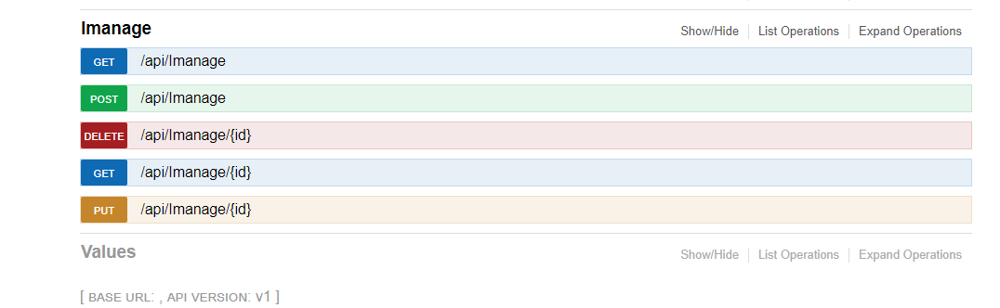 Imanage Show/Hide List Operations Expand Operations
GET /api/Imanage
POST /api/Imanage
DELETE /api/Imanage/{id}
GET /api/Imanage/{id}
PUT /api/Imanage/{id}
Values Show/Hide List Operations Expand Operations
[ BASE URL: , API VERSION: v1 ]